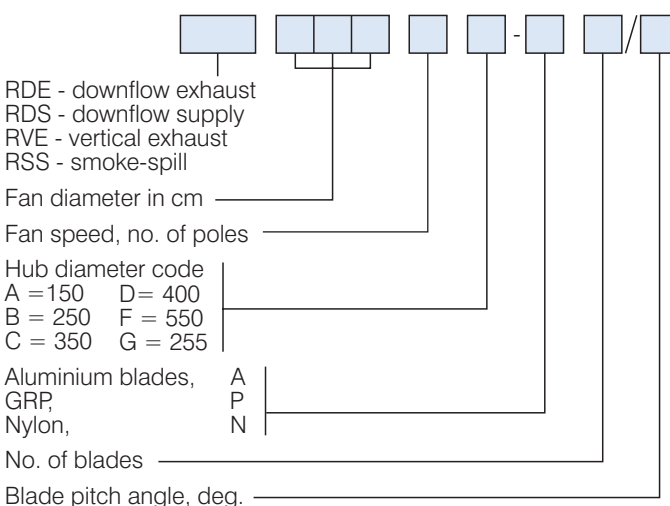 - /
RDE - downflow exhaust
RDS - downflow supply
RVE - vertical exhaust
RSS - smoke-spill
Fan diameter in cm
Fan speed, no. of poles
Hub diameter code
A =150 D= 400
B = 250 F = 550
C = 350 G = 255
Aluminium blades, A
GRP, P
Nylon, N
No. of blades
Blade pitch angle, deg.